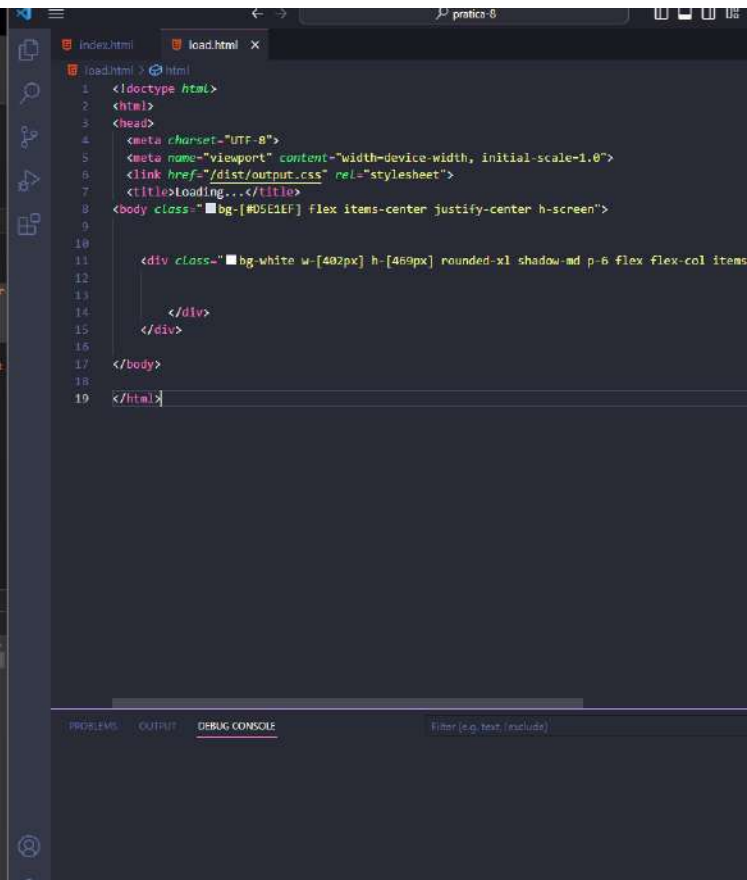 pratica-8
index.html load.html
load.html > html
1 <!doctype html>
2 <html>
3 <head>
4 <meta charset="UTF-8">
5 <meta name="viewport" content="width=device-width, initial-scale=1.0">
6 <link href="/dist/output.css" rel="stylesheet">
7 <title>Loading...</title>
8 <body class="bg-[#D5E1EF] flex items-center justify-center h-screen">
9
10
11 <div class="bg-white w-[402px] h-[469px] rounded-xl shadow-md p-6 flex flex-col items
12
13
14 </div>
15 </div>
16
17 </body>
18
19 </html>
PROBLEMS OUTPUT DEBUG CONSOLE Filter (e.g. text, !exclude)